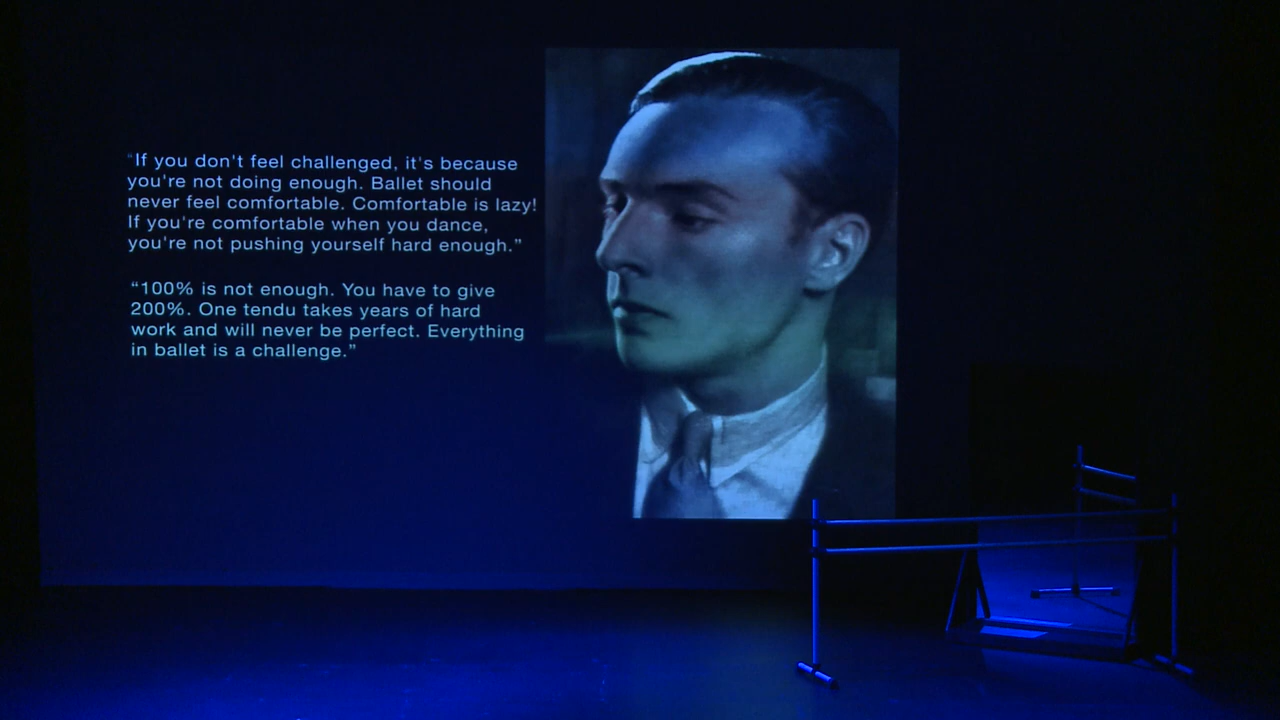 "If you don't feel challenged, it's because
you're not doing enough. Ballet should
never feel comfortable. Comfortable is lazy!
If you're comfortable when you dance,
you're not pushing yourself hard enough.”
“100% is not enough. You have to give
200%. One tendu takes years of hard
work and will never be perfect. Everything
in ballet is a challenge.”